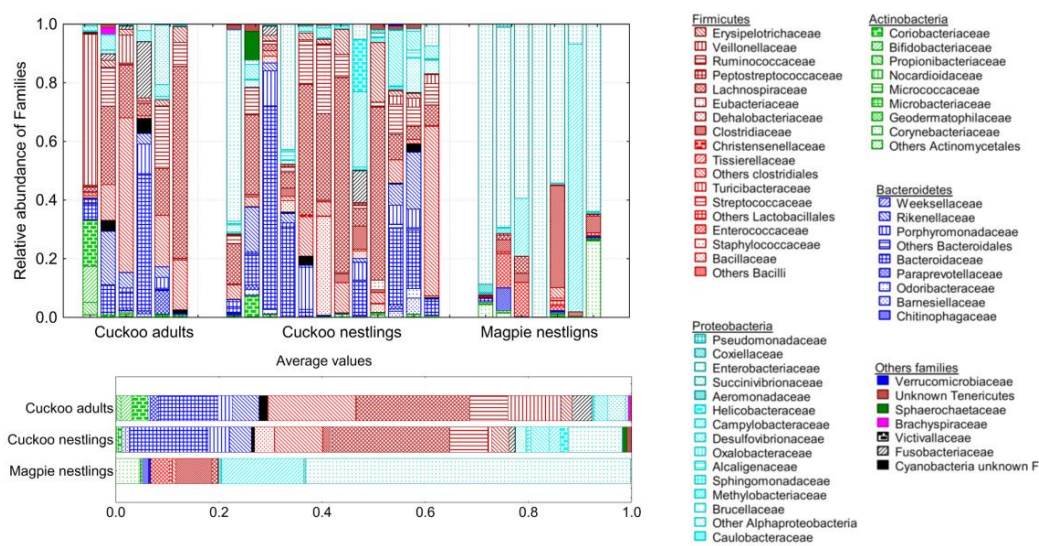 Relative abundance of Families
1.0
0.8
0.6
0.4
0.2
0.0
Cuckoo adults
Cuckoo nestlings
Magpie nestligns
Average values
Cuckoo adults
Cuckoo nestlings
Magpie nestlings
0.0
0.2
0.4
0.6
0.8
1.0
Firmicutes
Erysipelotrichaceae
Veillonellaceae
Ruminococcaceae
Peptostreptococcaceae
Lachnospiraceae
Eubacteriaceae
Dehalobacteriaceae
Clostridiaceae
Christensenellaceae
Tissierellaceae
Others clostridiales
Turicibacteraceae
Streptococcaceae
Others Lactobacillales
Enterococcaceae
Staphylococcaceae
Bacillaceae
Others Bacilli
Proteobacteria
Pseudomonadaceae
Coxiellaceae
Enterobacteriaceae
Succinivibrionaceae
Aeromonadaceae
Helicobacteraceae
Campylobacteraceae
Desulfovibrionaceae
Oxalobacteraceae
Alcaligenaceae
Sphingomonadaceae
Methylobacteriaceae
Brucellaceae
Other Alphaproteobacteria
Caulobacteraceae
Actinobacteria
Coriobacteriaceae
Bifidobacteriaceae
Propionibacteriaceae
Nocardioidaceae
Micrococcaceae
Microbacteriaceae
Geodermatophilaceae
Corynebacteriaceae
Others Actinomycetales
Bacteroidetes
Weeksellaceae
Rikenellaceae
Porphyromonadaceae
Others Bacteroidales
Bacteroidaceae
Paraprevotellaceae
Odoribacteraceae
Barnesiellaceae
Chitinophagaceae
Others families
Verrucomicrobiaceae
Unknown Tenericutes
Sphaerochaetaceae
Brachyspiraceae
Victivallaceae
Fusobacteriaceae
Cyanobacteria unknown F